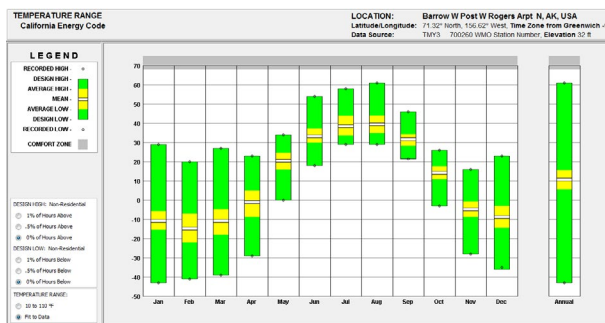 TEMPERATURE RANGE
California Energy Code
LOCATION: Barrow W Post W Rogers Arpt N, AK, USA
Latitude/Longitude: 71.32° North, 156.62° West, Time Zone from Greenwich -
Data Source: TMY3 700260 WMO Station Number, Elevation 32 ft
LEGEND
RECORDED HIGH -
DESIGN HIGH -
AVERAGE HIGH -
MEAN -
AVERAGE LOW -
DESIGN LOW -
RECORDED LOW -
COMFORT ZONE
DESIGN HIGH: Non-Residential
1% of Hours Above
.5% of Hours Above
0% of Hours Above
DESIGN LOW: Non-Residential
1% of Hours Below
.5% of Hours Below
0% of Hours Below
TEMPERATURE RANGE:
10 to 110 °F
Fit to Data
70
60
50
40
30
20
10
0
-10
-20
-30
-40
-50
Jan Feb Mar Apr May Jun Jul Aug Sep Oct Nov Dec Annual